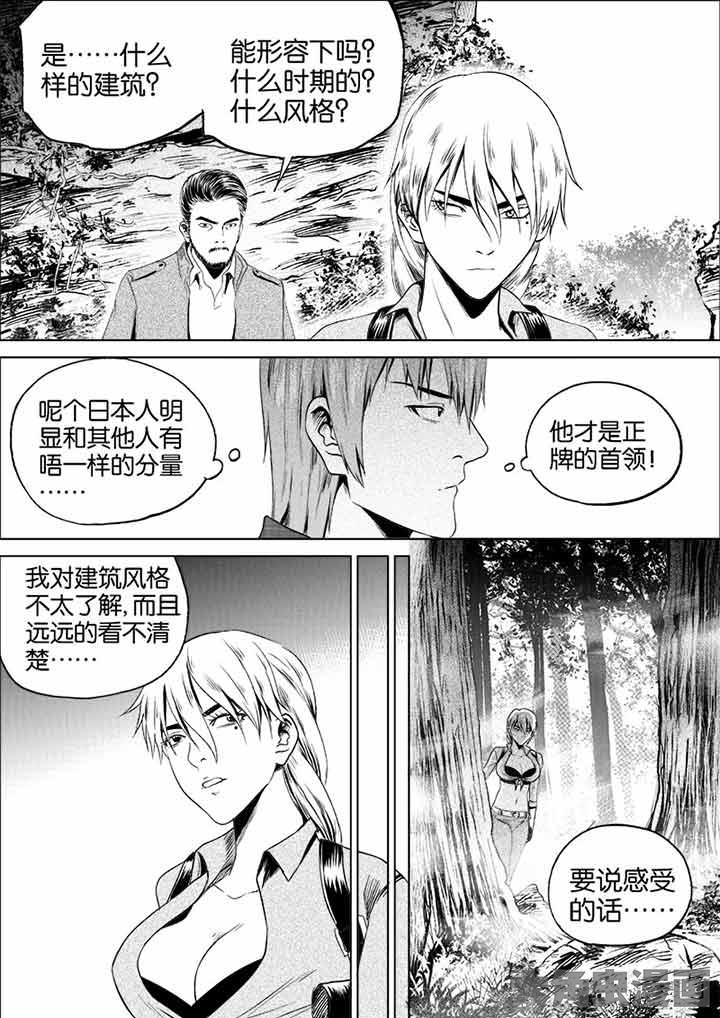 是……什么
样的建筑？
能形容下吗？
什么时期的？
什么风格？
呢个日本人明
显和其他人有
唔一样的分量
……
他才是正
牌的首领！
我对建筑风格
不太了解，而且
远远的看不清
楚……
要说感受
的话……